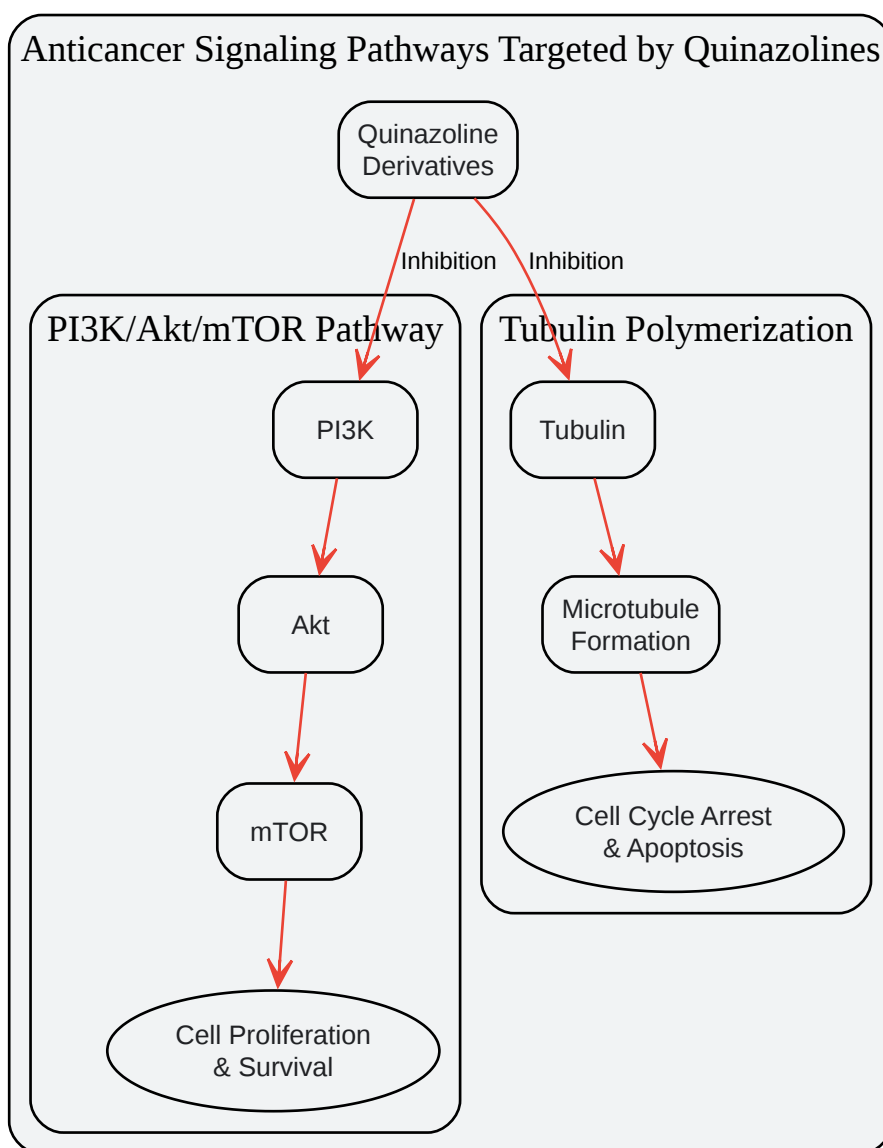 Anticancer Signaling Pathways Targeted by Quinazolines
Quinazoline
Derivatives
Inhibition
Inhibition
PI3K/Akt/mTOR Pathway
PI3K
Akt
mTOR
Cell Proliferation
& Survival
Tubulin Polymerization
Tubulin
Microtubule
Formation
Cell Cycle Arrest
& Apoptosis